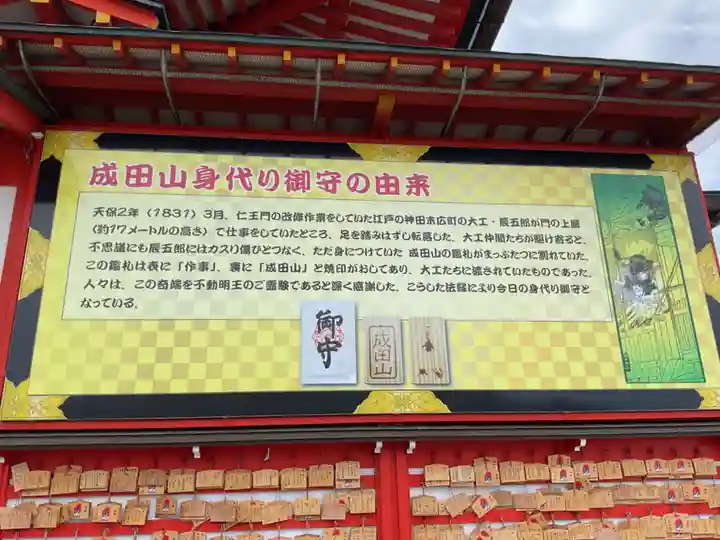 成田山身代り御守の由来
天保2年（1831）3月、仁王門の改修作業をしていた江戸の神田末広町の大工・辰五郎が門の上層
（約17メートルの高さ）で仕事をしていたところ、足を踏みはずし転落した。大工仲間たちが駆け寄ると、
不思議にも辰五郎にはカスり傷ひとつなく、ただ身につけていた 成田山の鑑札がまっぷたつに割れていた。
この鑑札は表に「作事」、裏に「成田山」と焼印がおしてあり、大工たちに渡されていたものであった。
人々は、この奇端を不動明王のご霊験であると深く感謝した。こうした法縁により今日の身代り御守と
なっている。
御守
成田山